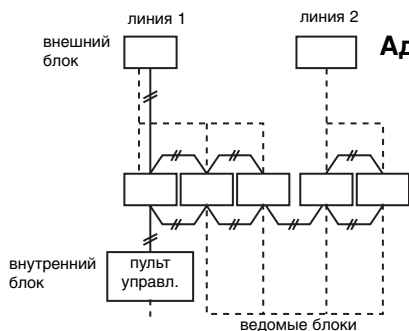 линия 1
линия 2
внешний
блок
Ад
внутренний
блок
пульт
управл.
ведомые блоки